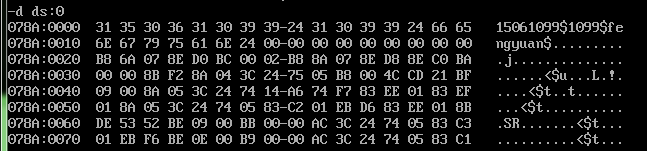 -d ds:0
078A:0000 31 35 30 36 31 30 39 39-24 31 30 39 39 24 66 65 15061099$1099$fe
078A:0010 6E 67 79 75 61 6E 24 00-00 00 00 00 00 00 00 00 ngyuan$.........
078A:0020 B8 6A 07 8E D0 BC 00 02-B8 8A 07 8E D8 8E C0 BA .j..............
078A:0030 00 00 8B F2 8A 04 3C 24-75 05 B8 00 4C CD 21 BF ......<$u...L.!.
078A:0040 09 00 8A 05 3C 24 74 14-A6 74 F7 83 EE 01 83 EF ....<$t..t......
078A:0050 01 8A 05 3C 24 74 05 83-C2 01 EB D6 83 EE 01 8B ...<$t..........
078A:0060 DE 53 52 BE 09 00 BB 00-00 AC 3C 24 74 05 83 C3 .SR.......<$t...
078A:0070 01 EB F6 BE 0E 00 B9 00-00 AC 3C 24 74 05 83 C1 ..........<$t...